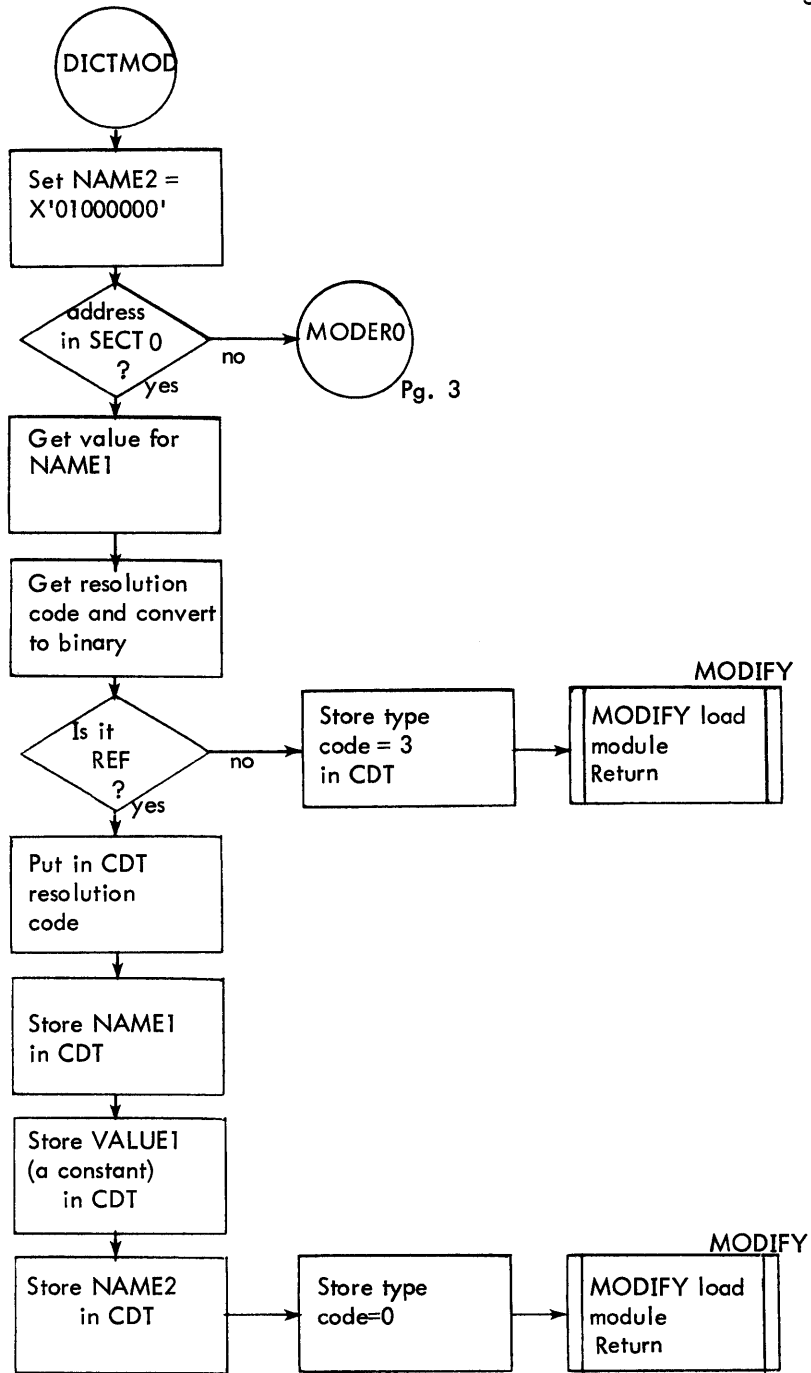 DICTMOD
Set NAME2 =
X'01000000'
address
in SECT 0
?
yes
no
MODER0
Pg. 3
Get value for
NAME1
Get resolution
code and convert
to binary
Is it
REF
?
yes
no
Store type
code = 3
in CDT
MODIFY
MODIFY load
module
Return
Put in CDT
resolution
code
Store NAME1
in CDT
Store VALUE1
(a constant)
in CDT
Store NAME2
in CDT
Store type
code=0
MODIFY
MODIFY load
module
Return